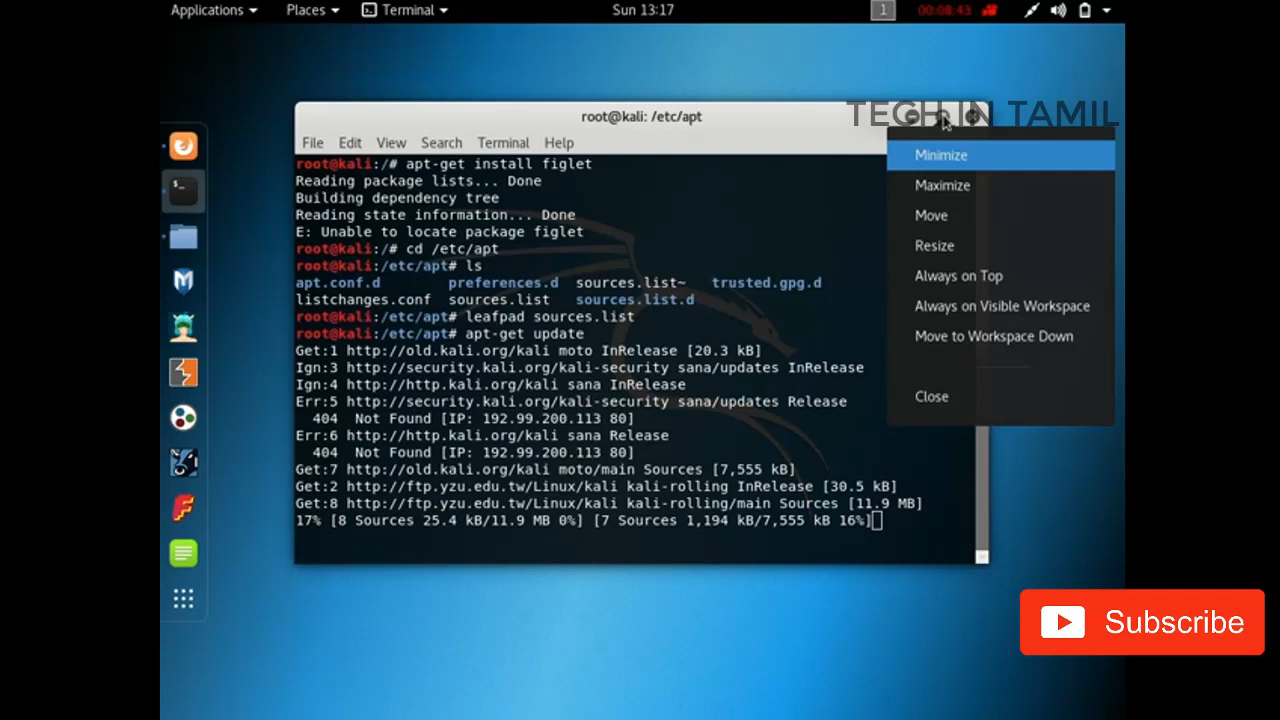 Applications Places Terminal Sun 13:17 1 00:08:43
TECH IN TAMIL
root@kali: /etc/apt
File Edit View Search Terminal Help
root@kali:/# apt-get install figlet
Reading package lists... Done
Building dependency tree
Reading state information... Done
E: Unable to locate package figlet
root@kali:/# cd /etc/apt
root@kali:/etc/apt# ls
apt.conf.d preferences.d sources.list~ trusted.gpg.d
listchanges.conf sources.list sources.list.d
root@kali:/etc/apt# leafpad sources.list
root@kali:/etc/apt# apt-get update
Get:1 http://old.kali.org/kali moto InRelease [20.3 kB]
Ign:3 http://security.kali.org/kali-security sana/updates InRelease
Ign:4 http://http.kali.org/kali sana InRelease
Err:5 http://security.kali.org/kali-security sana/updates Release
404 Not Found [IP: 192.99.200.113 80]
Err:6 http://http.kali.org/kali sana Release
404 Not Found [IP: 192.99.200.113 80]
Get:7 http://old.kali.org/kali moto/main Sources [7,555 kB]
Get:2 http://ftp.yzu.edu.tw/Linux/kali kali-rolling InRelease [30.5 kB]
Get:8 http://ftp.yzu.edu.tw/Linux/kali kali-rolling/main Sources [11.9 MB]
17% [8 Sources 25.4 kB/11.9 MB 0%] [7 Sources 1,194 kB/7,555 kB 16%]
Minimize
Maximize
Move
Resize
Always on Top
Always on Visible Workspace
Move to Workspace Down
Close
Subscribe